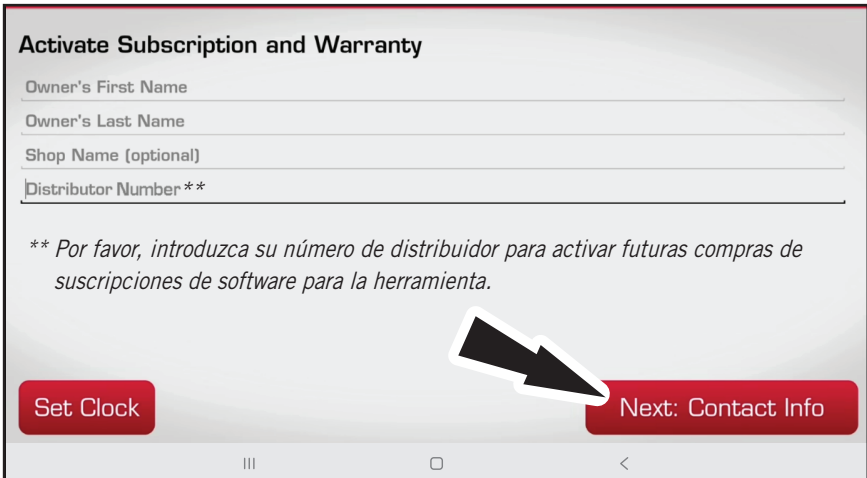 Activate Subscription and Warranty
Owner's First Name
Owner's Last Name
Shop Name (optional)
Distributor Number**
** Por favor, introduzca su número de distribuidor para activar futuras compras de
suscripciones de software para la herramienta.
Set Clock
Next: Contact Info